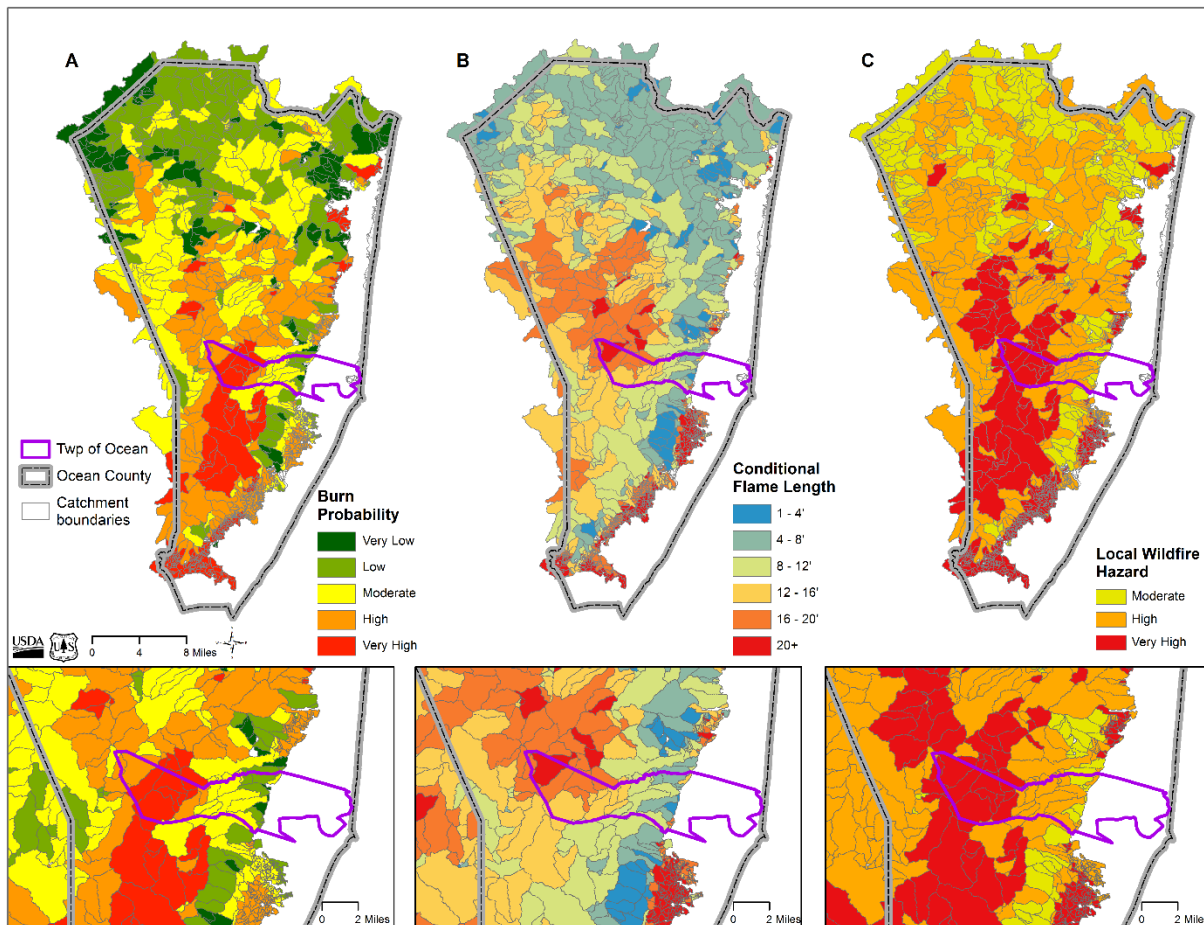 A
B
C
Twp of Ocean
Ocean County
Catchment
boundaries
Burn
Probability
Very Low
Low
Moderate
High
Very High
Conditional
Flame Length
1 - 4'
4 - 8'
8 - 12'
12 - 16'
16 - 20'
20+
Local Wildfire
Hazard
Moderate
High
Very High
USDA
U S
0 4 8 Miles
0 2 Miles
0 2 Miles
0 2 Miles